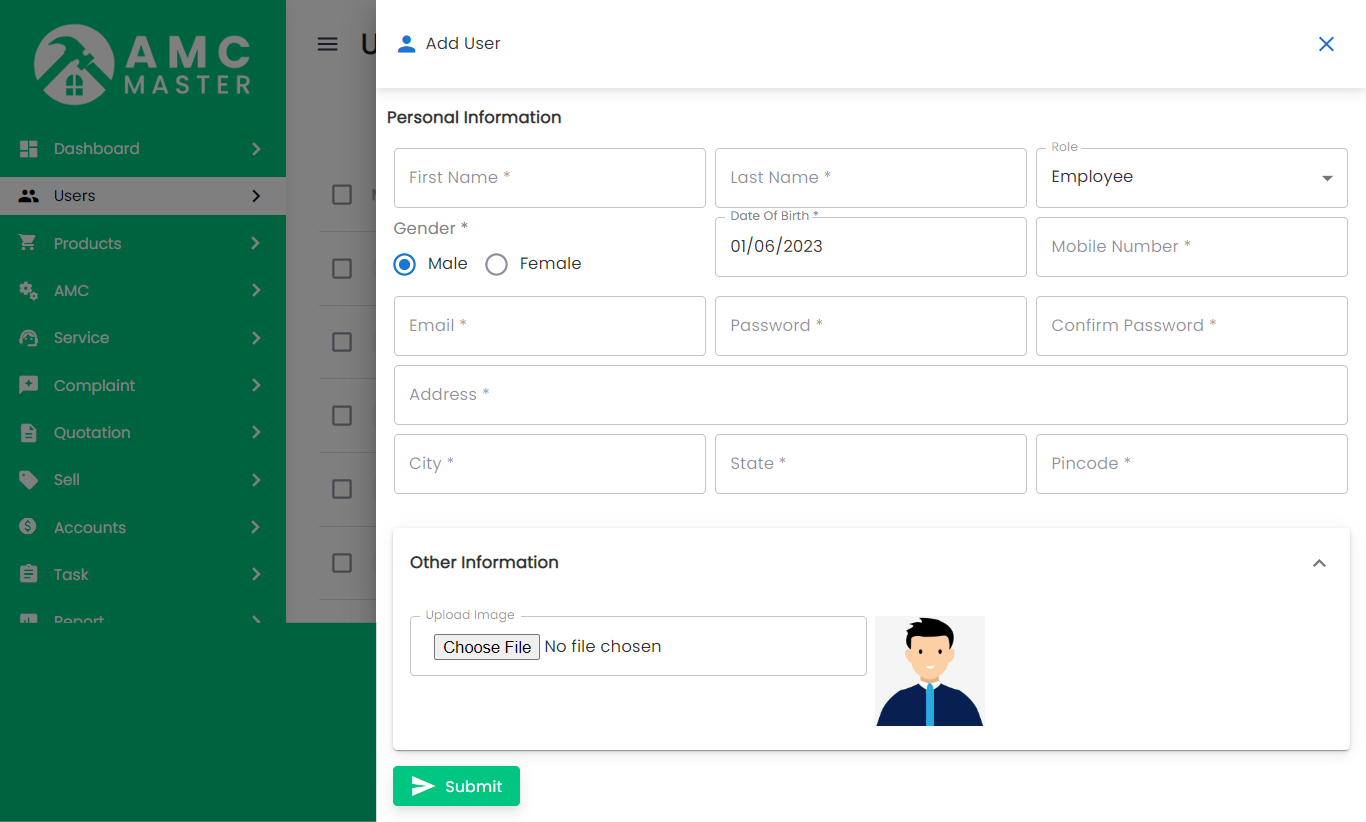 AMC
MASTER
Dashboard
Users
Products
AMC
Service
Complaint
Quotation
Sell
Accounts
Task
Report
Add User
Personal Information
First Name *
Last Name *
Role
Employee
Gender *
Male
Female
Date Of Birth *
01/06/2023
Mobile Number *
Email *
Password *
Confirm Password *
Address *
City *
State *
Pincode *
Other Information
Upload Image
Choose File No file chosen
Submit